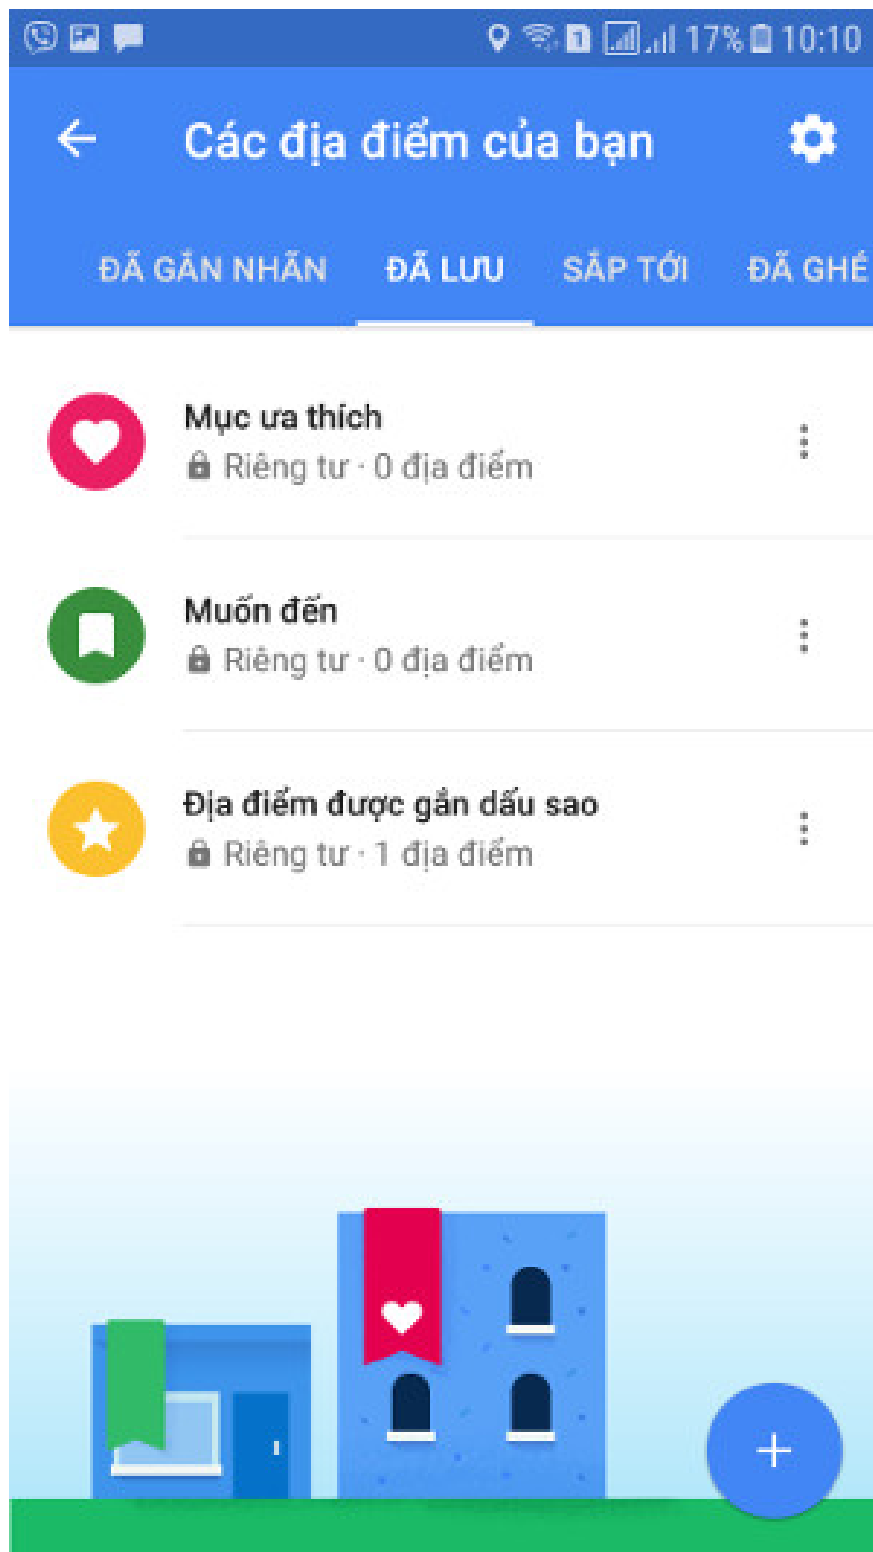 17% 10:10
Các địa điểm của bạn
ĐÃ GẮN NHÃN ĐÃ LƯU SẮP TỚI ĐÃ GHÉ
Mục ưa thích
Riêng tư · 0 địa điểm
Muốn đến
Riêng tư · 0 địa điểm
Địa điểm được gắn dấu sao
Riêng tư · 1 địa điểm